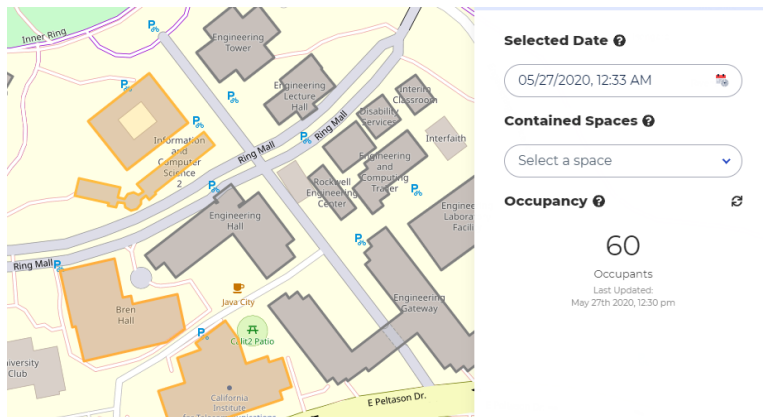 Inner Ring
Engineering
Tower
Engineering
Lecture
Hall
Interim
Classroom
Disability
Services
Ring Mall
Interfaith
Information
and
Computer
Science
2
Ring Mall
Engineering
and
Computing
Trailer
Rockwell
Engineering
Center
Engineering
Hall
Ring Mall
Java City
Bren
Hall
Engineering
Gateway
Calit2 Patio
Club
California
Institute
E Peltason Dr.
Selected Date ?
05/27/2020, 12:33 AM
Contained Spaces ?
Select a space
Occupancy ?
60
Occupants
Last Updated:
May 27th 2020, 12:30 pm